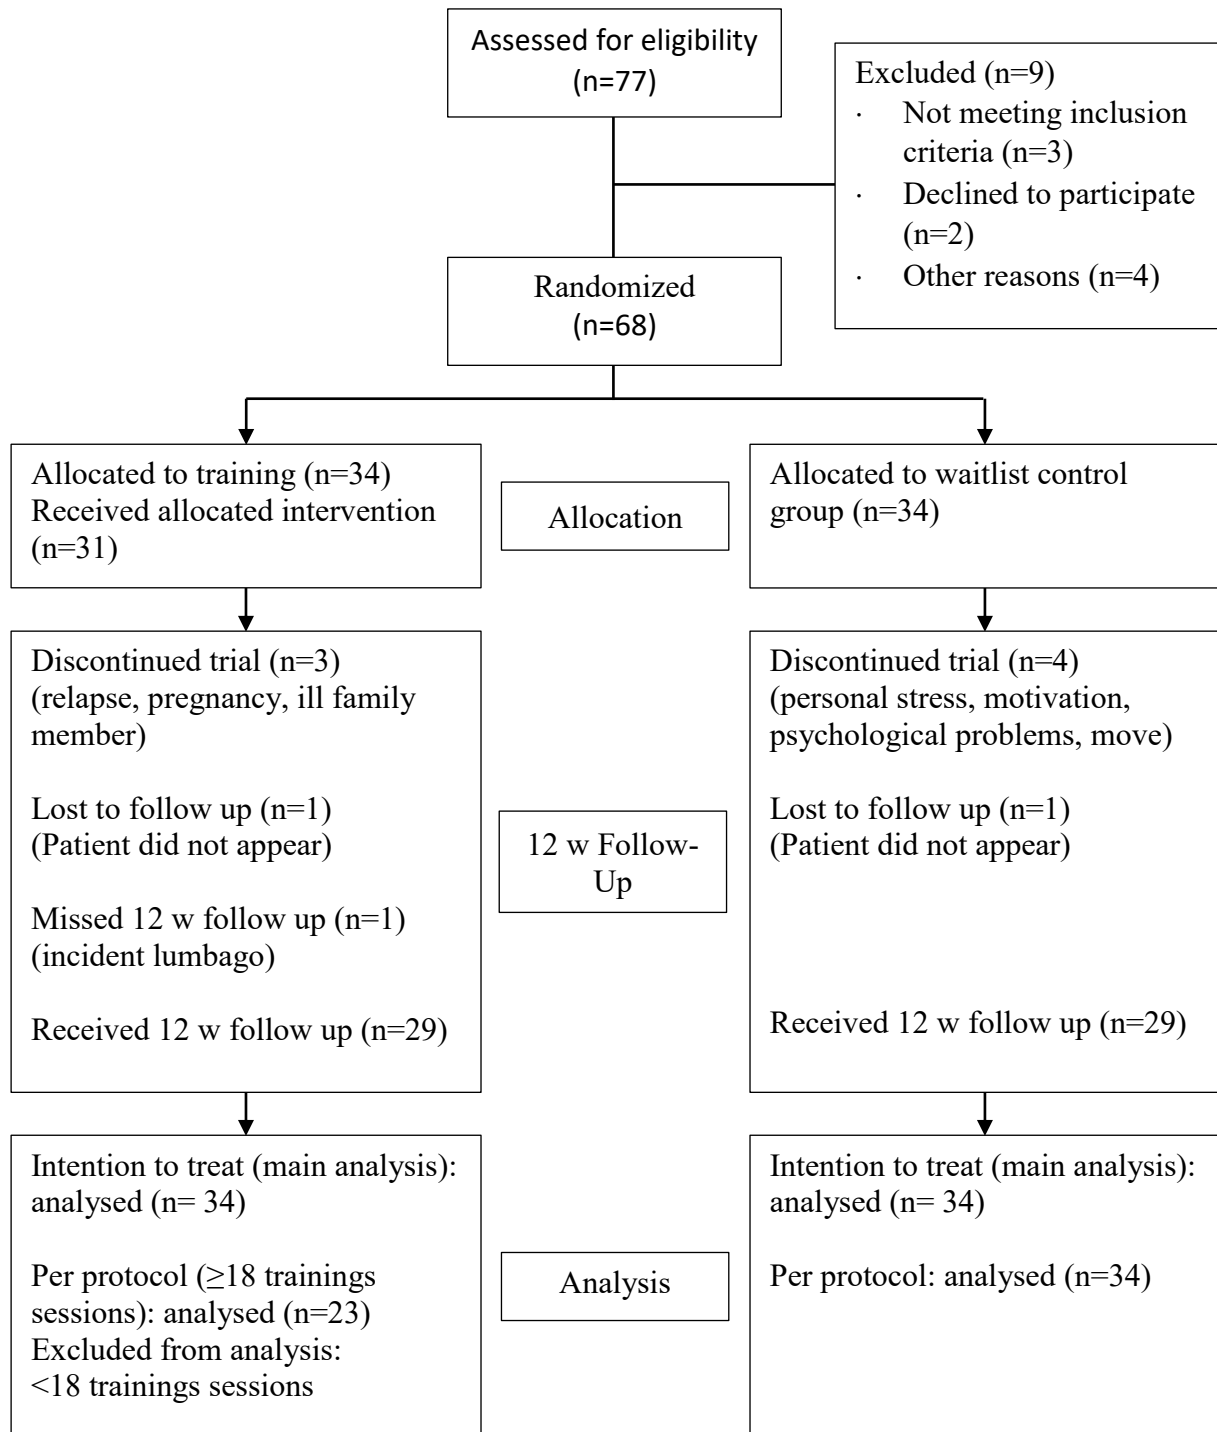 Assessed for eligibility
(n=77)
Excluded (n=9)
· Not meeting inclusion
criteria (n=3)
· Declined to participate
(n=2)
· Other reasons (n=4)
Randomized
(n=68)
Allocated to training (n=34)
Received allocated intervention
(n=31)
Allocation
Allocated to waitlist control
group (n=34)
Discontinued trial (n=3)
(relapse, pregnancy, ill family
member)
Lost to follow up (n=1)
(Patient did not appear)
Missed 12 w follow up (n=1)
(incident lumbago)
Received 12 w follow up (n=29)
12 w Follow-
Up
Discontinued trial (n=4)
(personal stress, motivation,
psychological problems, move)
Lost to follow up (n=1)
(Patient did not appear)
Received 12 w follow up (n=29)
Intention to treat (main analysis):
analysed (n= 34)
Per protocol (≥18 trainings
sessions): analysed (n=23)
Excluded from analysis:
<18 trainings sessions
Analysis
Intention to treat (main analysis):
analysed (n= 34)
Per protocol: analysed (n=34)